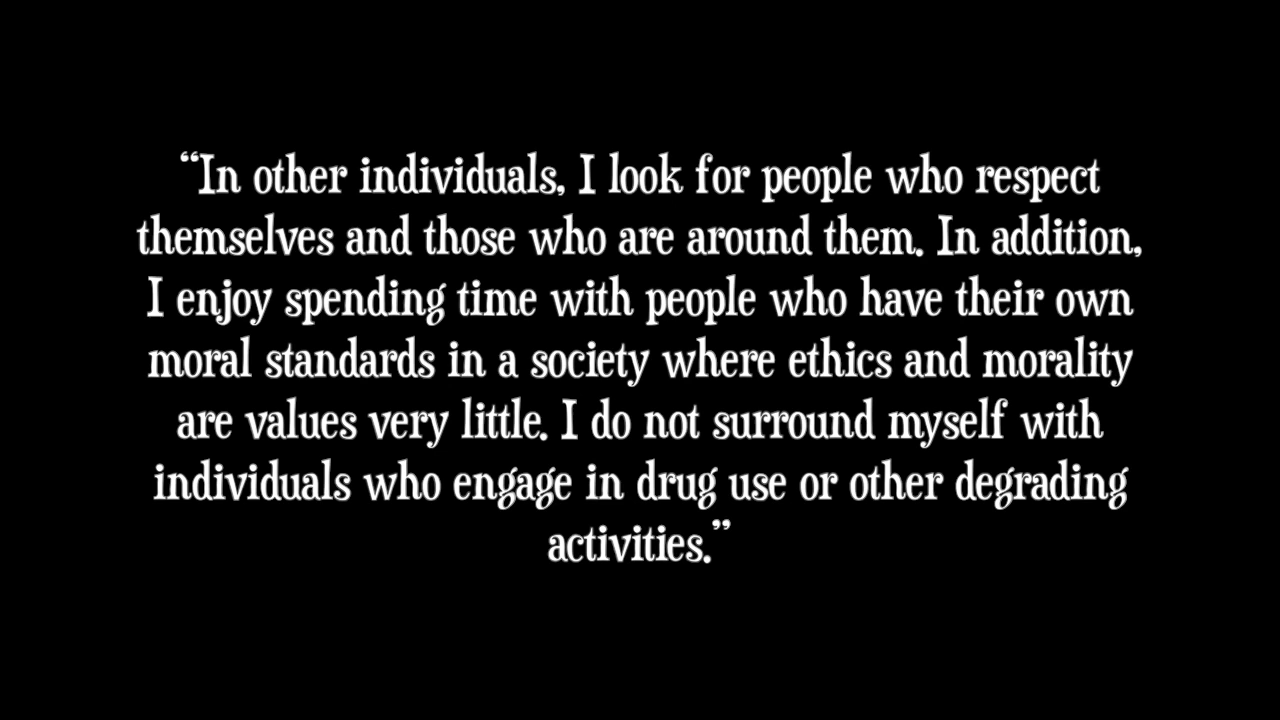 “In other individuals, I look for people who respect
themselves and those who are around them. In addition,
I enjoy spending time with people who have their own
moral standards in a society where ethics and morality
are values very little. I do not surround myself with
individuals who engage in drug use or other degrading
activities.”